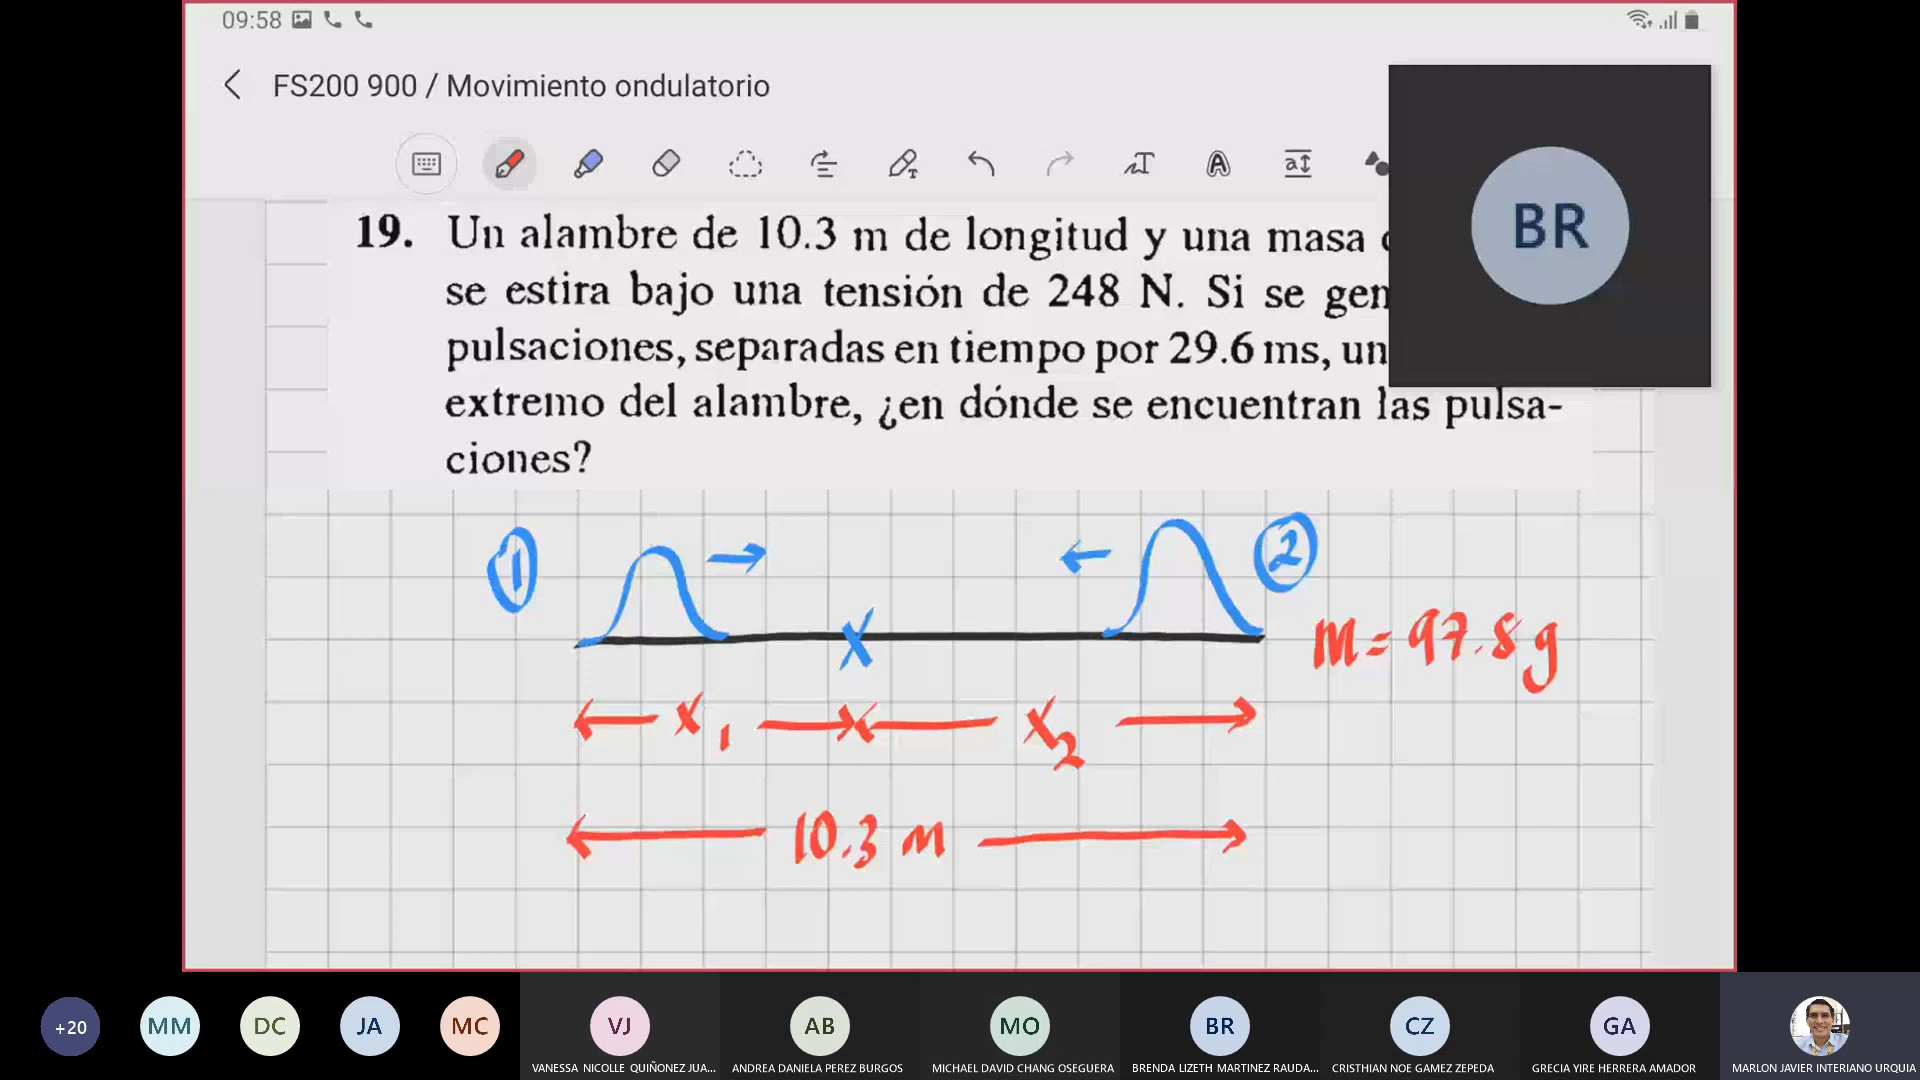 09:58
FS200 900 / Movimiento ondulatorio
BR
19. Un alambre de 10.3 m de longitud y una masa
se estira bajo una tensión de 248 N. Si se
pulsaciones, separadas en tiempo por 29.6 ms,
extremo del alambre, ¿en dónde se encuentran las pulsa-
ciones?
1
2
X
m = 97.8 g
x1
x2
10.3 m
+20
MM
DC
JA
MC
VJ
AB
MO
BR
CZ
GA
VANESSA NICOLLE QUIÑONEZ JUA...
ANDREA DANIELA PEREZ BURGOS
MICHAEL DAVID CHANG OSEGUERA
BRENDA LIZETH MARTINEZ RAUDA...
CRISTHIAN NOE GAMEZ ZEPEDA
GRECIA YIRE HERRERA AMADOR
MARLON JAVIER INTERIANO URQUIA